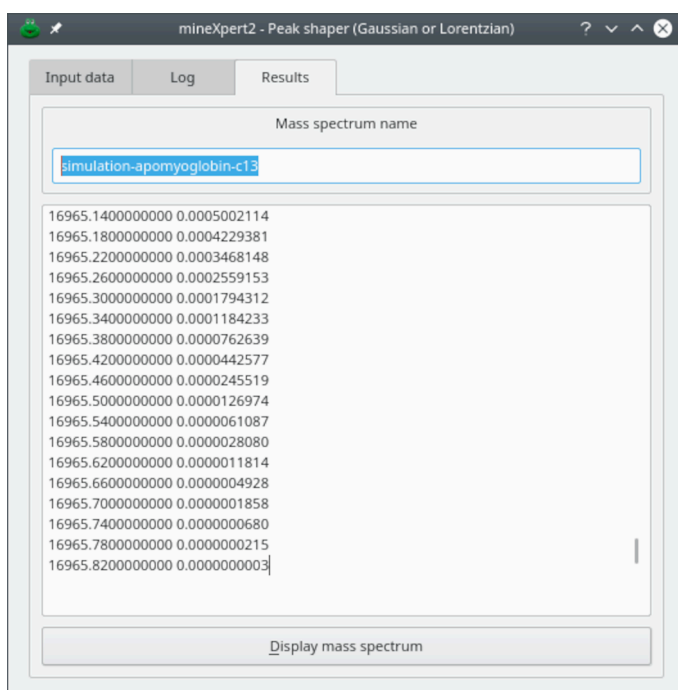 mineXpert2 - Peak shaper (Gaussian or Lorentzian)
Input data
Log
Results
Mass spectrum name
simulation-apomyoglobin-c13
16965.1400000000 0.0005002114
16965.1800000000 0.0004229381
16965.2200000000 0.0003468148
16965.2600000000 0.0002559153
16965.3000000000 0.0001794312
16965.3400000000 0.0001184233
16965.3800000000 0.0000762639
16965.4200000000 0.0000442577
16965.4600000000 0.0000245519
16965.5000000000 0.0000126974
16965.5400000000 0.0000061087
16965.5800000000 0.0000028080
16965.6200000000 0.0000011814
16965.6600000000 0.0000004928
16965.7000000000 0.0000001858
16965.7400000000 0.0000000680
16965.7800000000 0.0000000215
16965.8200000000 0.0000000003
Display mass spectrum